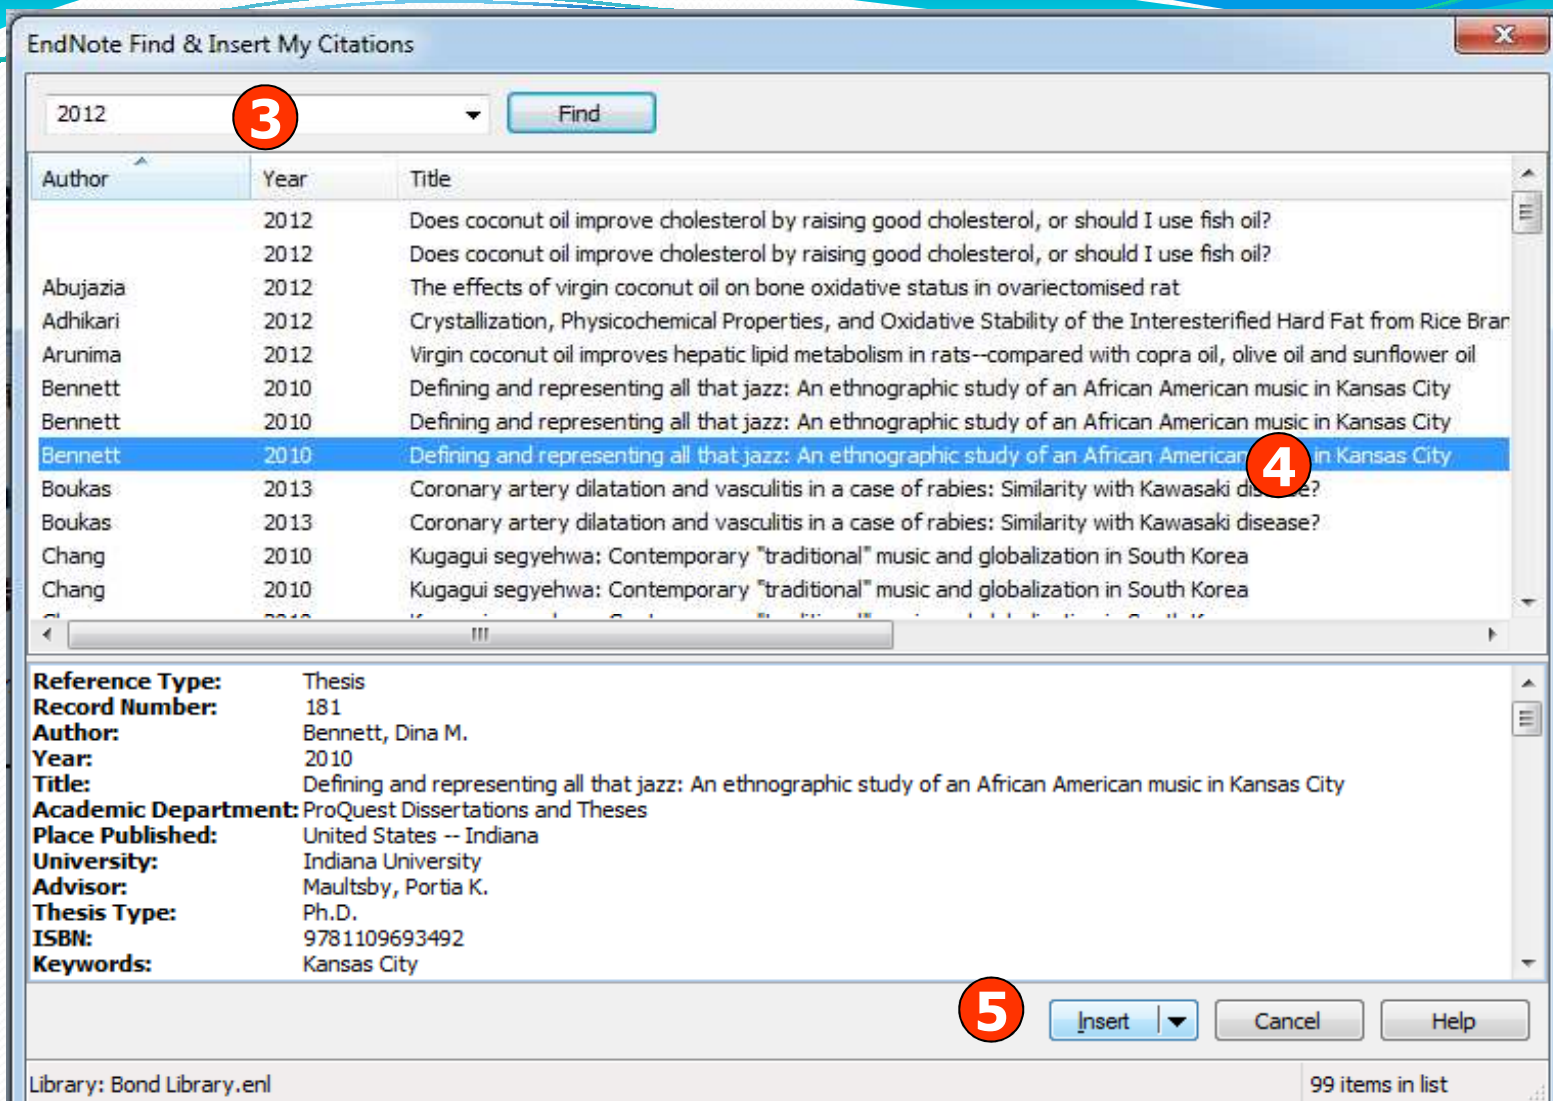 EndNote Find & Insert My Citations
2012 3 Find
Author Year Title
2012 Does coconut oil improve cholesterol by raising good cholesterol, or should I use fish oil?
2012 Does coconut oil improve cholesterol by raising good cholesterol, or should I use fish oil?
Abujazia 2012 The effects of virgin coconut oil on bone oxidative status in ovariectomised rat
Adhikari 2012 Crystallization, Physicochemical Properties, and Oxidative Stability of the Interesterified Hard Fat from Rice Bran
Arunima 2012 Virgin coconut oil improves hepatic lipid metabolism in rats--compared with copra oil, olive oil and sunflower oil
Bennett 2010 Defining and representing all that jazz: An ethnographic study of an African American music in Kansas City
Bennett 2010 Defining and representing all that jazz: An ethnographic study of an African American music in Kansas City
Bennett 2010 Defining and representing all that jazz: An ethnographic study of an African American 4 in Kansas City
Boukas 2013 Coronary artery dilatation and vasculitis in a case of rabies: Similarity with Kawasaki disease?
Boukas 2013 Coronary artery dilatation and vasculitis in a case of rabies: Similarity with Kawasaki disease?
Chang 2010 Kugagui segyehwa: Contemporary "traditional" music and globalization in South Korea
Chang 2010 Kugagui segyehwa: Contemporary "traditional" music and globalization in South Korea
Reference Type: Thesis
Record Number: 181
Author: Bennett, Dina M.
Year: 2010
Title: Defining and representing all that jazz: An ethnographic study of an African American music in Kansas City
Academic Department: ProQuest Dissertations and Theses
Place Published: United States -- Indiana
University: Indiana University
Advisor: Maultsby, Portia K.
Thesis Type: Ph.D.
ISBN: 9781109693492
Keywords: Kansas City
5 Insert Cancel Help
Library: Bond Library.enl 99 items in list